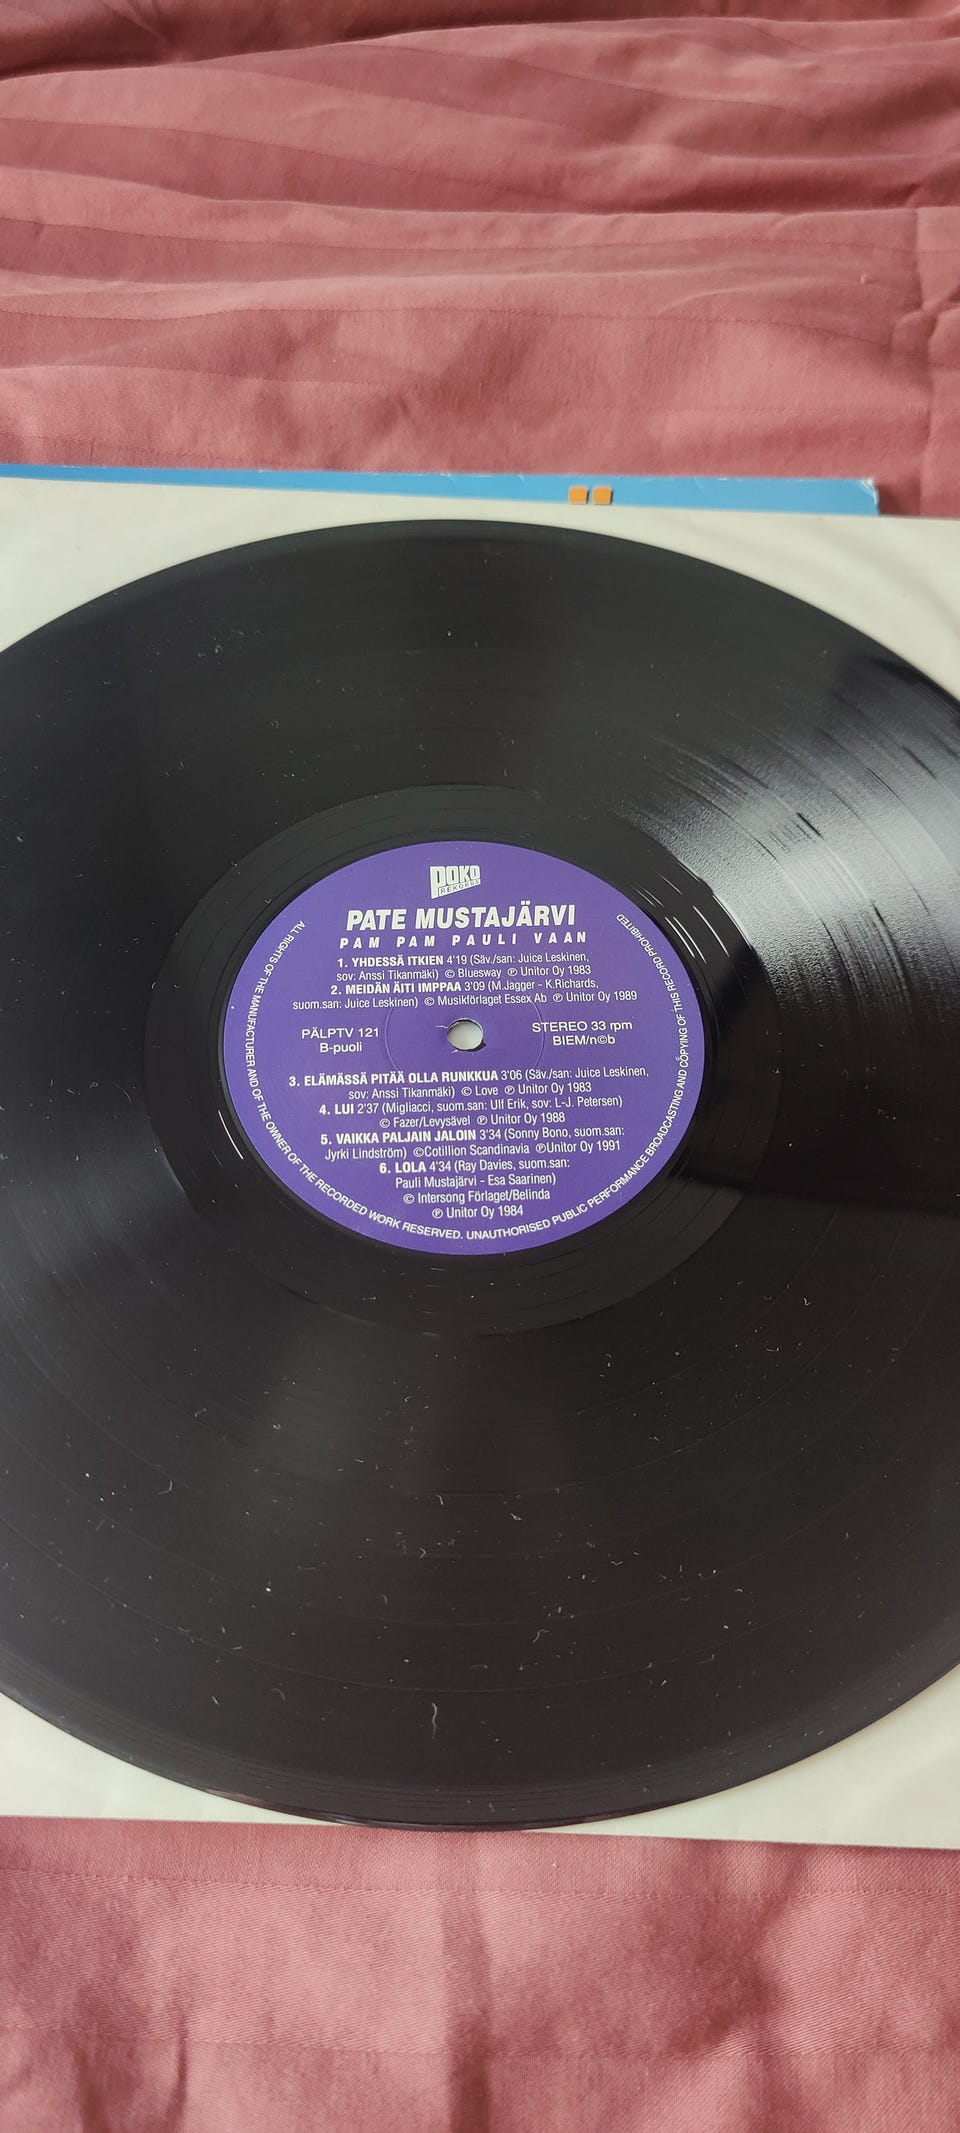 POKO
REKORDS
PATE MUSTAJÄRVI
PAM PAM PAULI VAAN
1. YHDESSÄ ITKIEN 4'19 (Säv./san: Juice Leskinen,
sov: Anssi Tikanmäki) © Bluesway ℗ Unitor Oy 1983
2. MEIDÄN ÄITI IMPPAA 3'09 (M.Jagger - K.Richards,
suom.san: Juice Leskinen) © Musikförlaget Essex Ab ℗ Unitor Oy 1989
PÄLPTV 121
B-puoli
STEREO 33 rpm
BIEM/n©b
3. ELÄMÄSSÄ PITÄÄ OLLA RUNKKUA 3'06 (Säv./san: Juice Leskinen,
sov: Anssi Tikanmäki) © Love ℗ Unitor Oy 1983
4. LUI 2'37 (Migliacci, suom.san: Ulf Erik, sov: L-J. Petersen)
© Fazer/Levysävel ℗ Unitor Oy 1988
5. VAIKKA PALJAIN JALOIN 3'34 (Sonny Bono, suom.san:
Jyrki Lindström) ©Cotillion Scandinavia ℗Unitor Oy 1991
6. LOLA 4'34 (Ray Davies, suom.san:
Pauli Mustajärvi - Esa Saarinen)
© Intersong Förlaget/Belinda
℗ Unitor Oy 1984
ALL RIGHTS OF THE MANUFACTURER AND OF THE OWNER OF THE RECORDED WORK RESERVED. UNAUTHORISED PUBLIC PERFORMANCE BROADCASTING AND COPYING OF THIS RECORD PROHIBITED